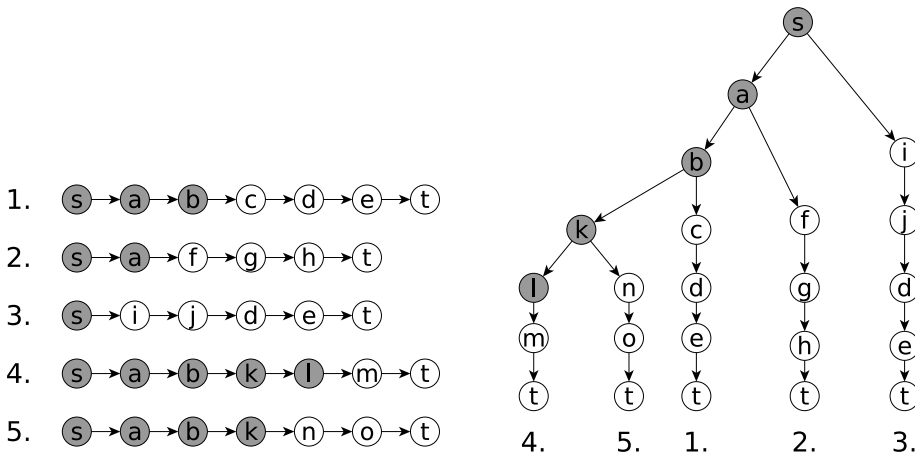 1. s a b c d e t
2. s a f g h t
3. s i j d e t
4. s a b k l m t
5. s a b k n o t
s
a
b i
k c f j
l n d g d
m o e h e
t t t t t
4. 5. 1. 2. 3.